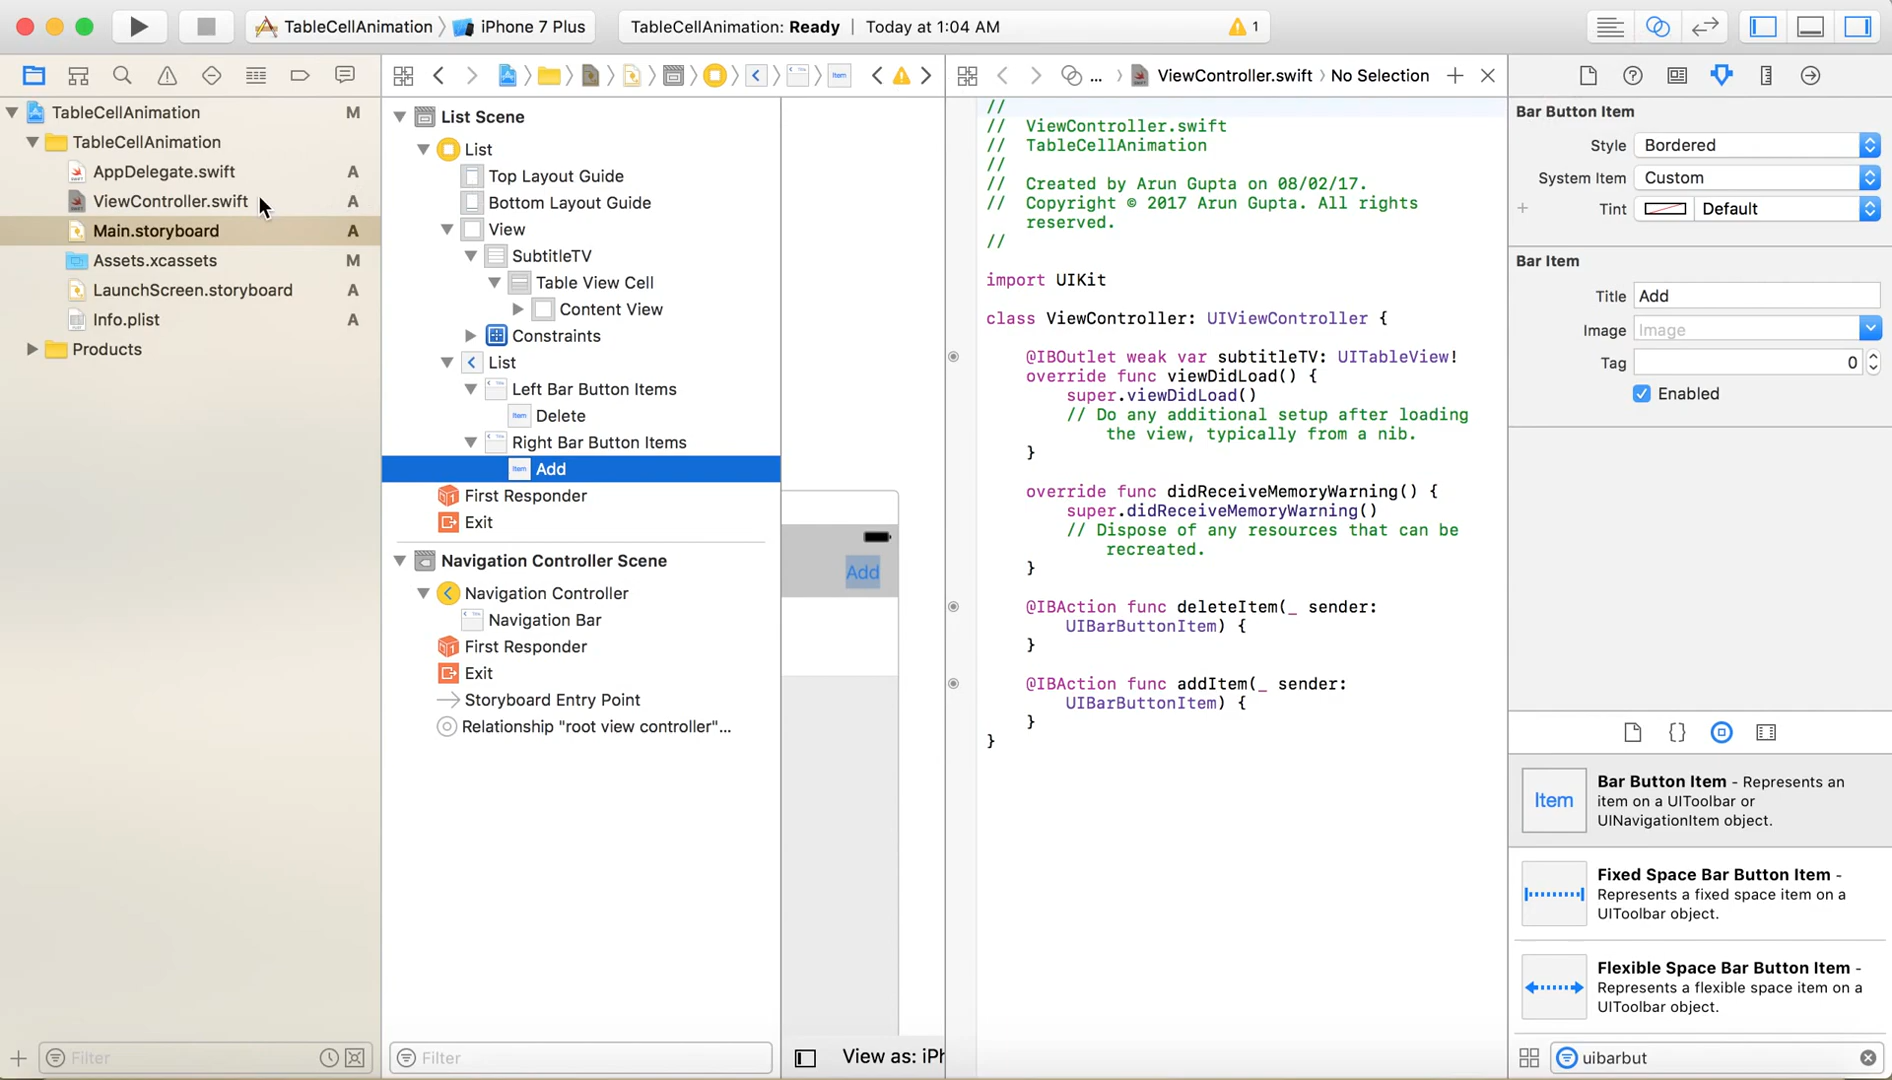 TableCellAnimation
iPhone 7 Plus
TableCellAnimation: Ready
Today at 1:04 AM
1
...
ViewController.swift
No Selection
TableCellAnimation M
TableCellAnimation
AppDelegate.swift A
ViewController.swift A
Main.storyboard A
Assets.xcassets M
LaunchScreen.storyboard A
Info.plist A
Products
Filter
List Scene
List
Top Layout Guide
Bottom Layout Guide
View
SubtitleTV
Table View Cell
Content View
Constraints
List
Left Bar Button Items
Item Delete
Right Bar Button Items
Item Add
First Responder
Exit
Navigation Controller Scene
Navigation Controller
Navigation Bar
First Responder
Exit
Storyboard Entry Point
Relationship "root view controller"...
Filter
Add
View as: iPh
//
// ViewController.swift
// TableCellAnimation
//
// Created by Arun Gupta on 08/02/17.
// Copyright © 2017 Arun Gupta. All rights
reserved.
//
import UIKit
class ViewController: UIViewController {
@IBOutlet weak var subtitleTV: UITableView!
override func viewDidLoad() {
super.viewDidLoad()
// Do any additional setup after loading
the view, typically from a nib.
}
override func didReceiveMemoryWarning() {
super.didReceiveMemoryWarning()
// Dispose of any resources that can be
recreated.
}
@IBAction func deleteItem(_ sender:
UIBarButtonItem) {
}
@IBAction func addItem(_ sender:
UIBarButtonItem) {
}
}
Bar Button Item
Style Bordered
System Item Custom
Tint Default
Bar Item
Title Add
Image Image
Tag 0
Enabled
Item
Bar Button Item - Represents an
item on a UIToolbar or
UINavigationItem object.
Fixed Space Bar Button Item -
Represents a fixed space item on a
UIToolbar object.
Flexible Space Bar Button Item -
Represents a flexible space item on a
UIToolbar object.
uibarbut